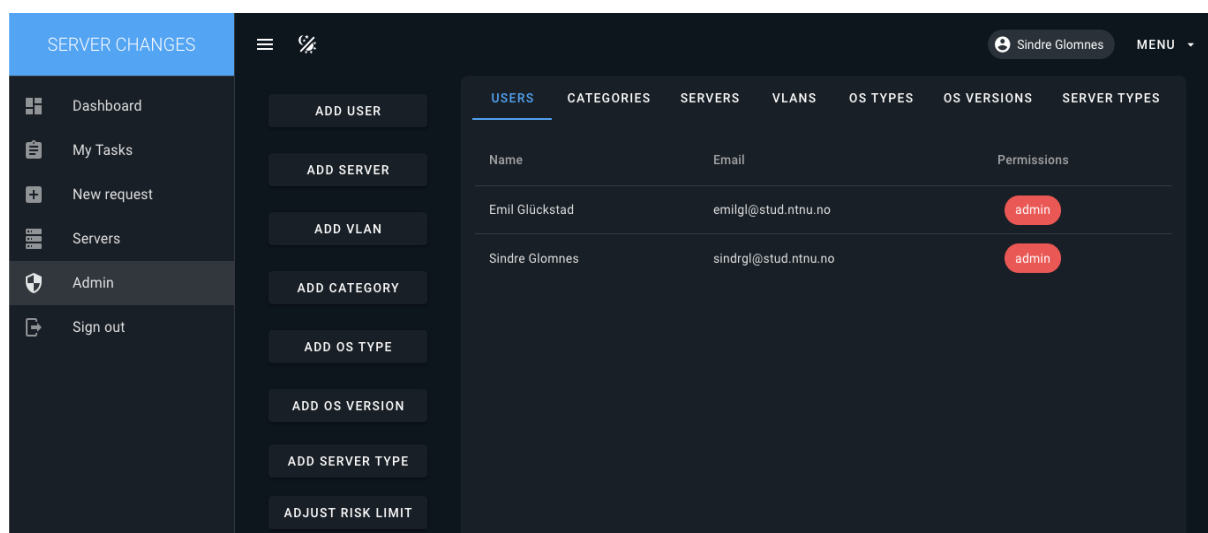 SERVER CHANGES
Sindre Glomnes
MENU
Dashboard
My Tasks
New request
Servers
Admin
Sign out
ADD USER
ADD SERVER
ADD VLAN
ADD CATEGORY
ADD OS TYPE
ADD OS VERSION
ADD SERVER TYPE
ADJUST RISK LIMIT
USERS CATEGORIES SERVERS VLANS OS TYPES OS VERSIONS SERVER TYPES
Name Email Permissions
Emil Glückstad emilgl@stud.ntnu.no admin
Sindre Glomnes sindrgl@stud.ntnu.no admin